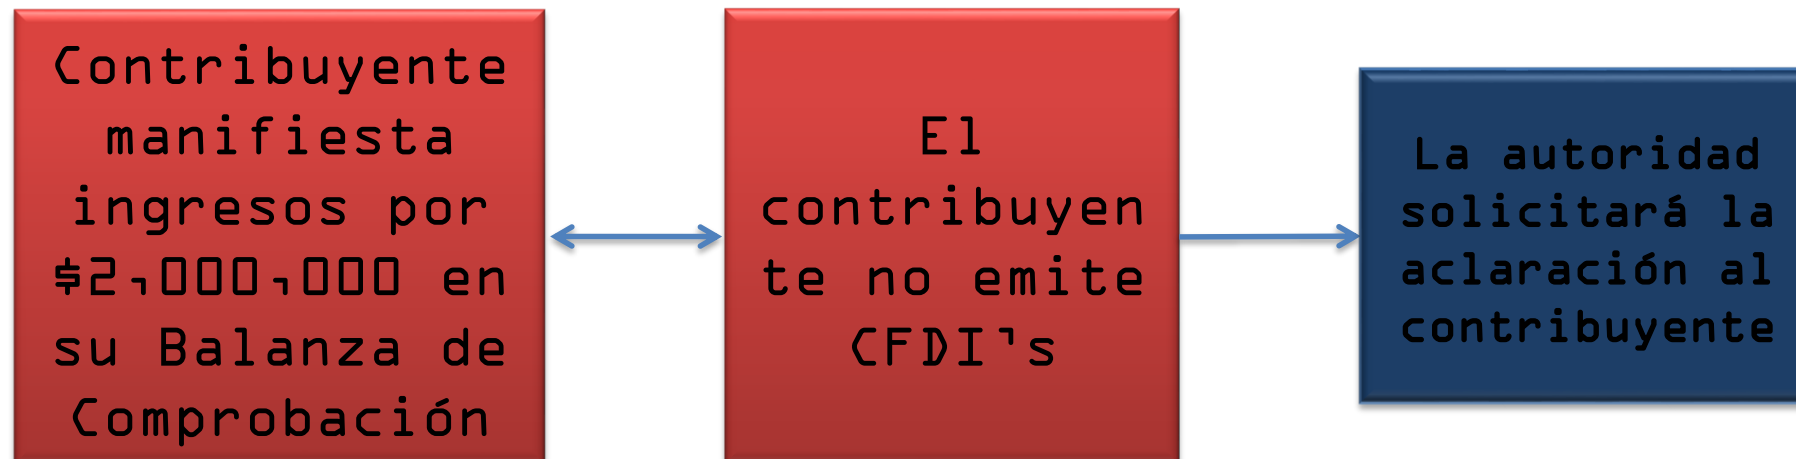 Contribuyente
manifiesta
ingresos por
$2,000,000 en
su Balanza de
Comprobación
El
contribuyen
te no emite
CFDI's
La autoridad
solicitará la
aclaración al
contribuyente